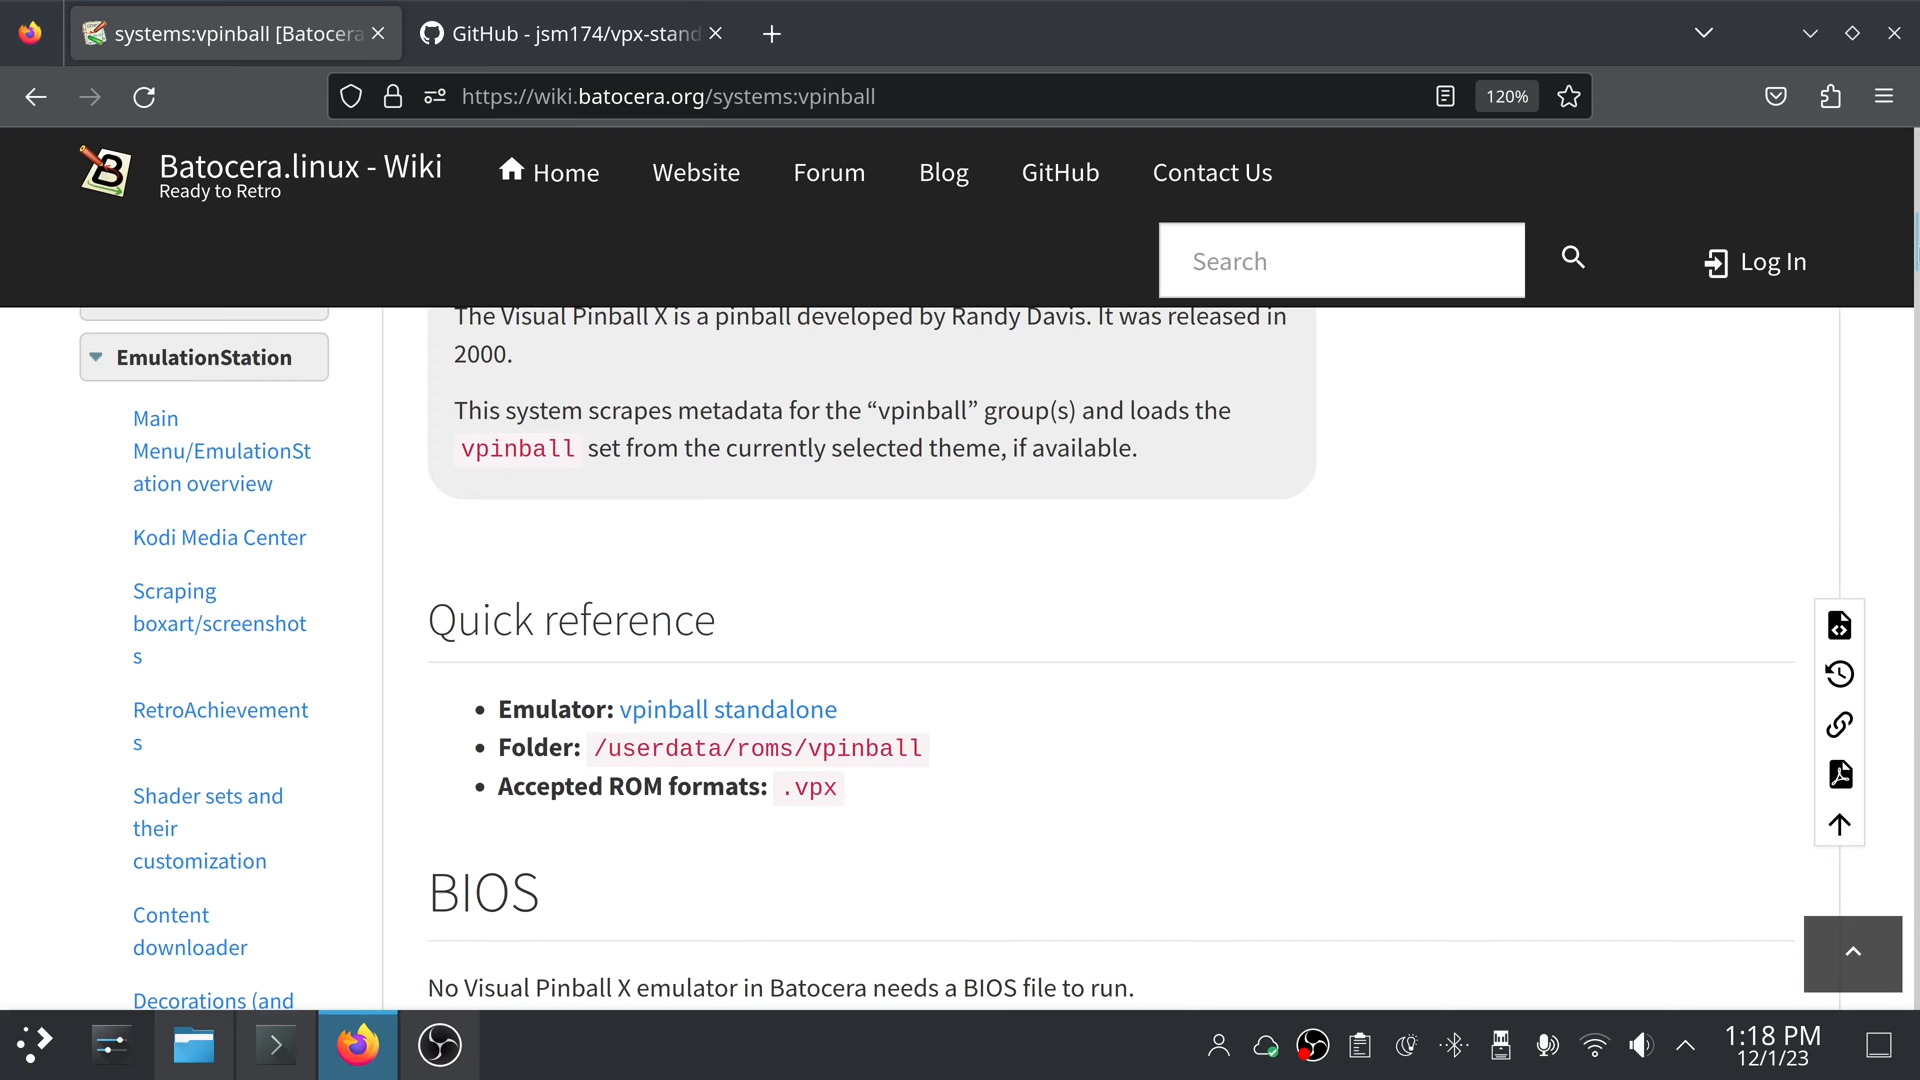 systems:vpinball [Batocera
GitHub - jsm174/vpx-stand
https://wiki.batocera.org/systems:vpinball
120%
Batocera.linux - Wiki
Ready to Retro
Home
Website
Forum
Blog
GitHub
Contact Us
Search
Log In
EmulationStation
Main
Menu/EmulationSt
ation overview
Kodi Media Center
Scraping
boxart/screenshot
s
RetroAchievement
s
Shader sets and
their
customization
Content
downloader
Decorations (and
The Visual Pinball X is a pinball developed by Randy Davis. It was released in
2000.
This system scrapes metadata for the “vpinball” group(s) and loads the
vpinball set from the currently selected theme, if available.
Quick reference
• Emulator: vpinball standalone
• Folder: /userdata/roms/vpinball
• Accepted ROM formats: .vpx
BIOS
No Visual Pinball X emulator in Batocera needs a BIOS file to run.
1:18 PM
12/1/23